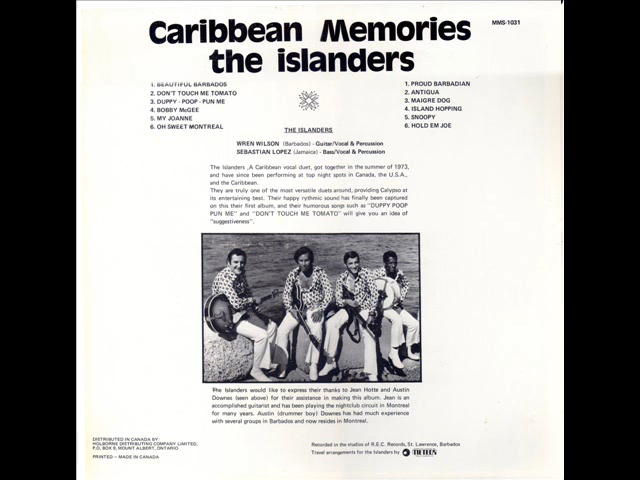 Caribbean Memories
MMS-1031
the islanders
1. BEAUTIFUL BARBADOS
2. DON'T TOUCH ME TOMATO
3. DUPPY - POOP - PUN ME
4. BOBBY McGEE
5. MY JOANNE
6. OH SWEET MONTREAL
1. PROUD BARBADIAN
2. ANTIGUA
3. MAIGRE DOG
4. ISLAND HOPPING
5. SNOOPY
6. HOLD EM JOE
THE ISLANDERS
WREN WILSON (Barbados) - Guitar/Vocal & Percussion
SEBASTIAN LOPEZ (Jamaica) - Bass/Vocal & Percussion
The Islanders ,A Caribbean vocal duet, got together in the summer of 1973,
and have since been performing at top night spots in Canada, the U.S.A.,
and the Caribbean.
They are truly one of the most versatile duets around, providing Calypso at
its entertaining best. Their happy rhythmic sound has finally been captured
on this their first album, and their humorous songs such as "DUPPY POOP
PUN ME" and "DON'T TOUCH ME TOMATO" will give you an idea of
"suggestiveness".
The Islanders would like to express their thanks to Jean Hotte and Austin
Downes (seen above) for their assistance in making this album. Jean is an
accomplished guitarist and has been playing the nightclub circuit in Montreal
for many years. Austin (drummer boy) Downes has had much experience
with several groups in Barbados and now resides in Montreal.
DISTRIBUTED IN CANADA BY:
HOLBORNE DISTRIBUTING COMPANY LIMITED,
P.O. BOX 9, MOUNT ALBERT, ONTARIO
PRINTED - MADE IN CANADA
Recorded in the studios of R.E.C. Records, St. Lawrence, Barbados
Travel arrangements for the Islanders by